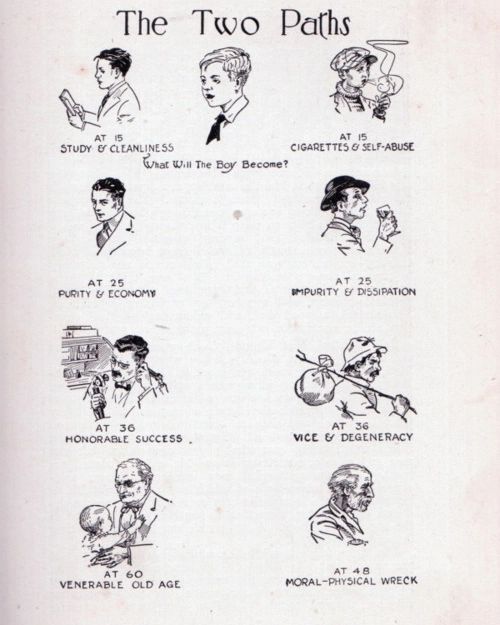 The Two Paths
AT 15
STUDY & CLEANLINESS
AT 15
CIGARETTES & SELF-ABUSE
What Will The Boy Become?
AT 25
PURITY & ECONOMY
AT 25
IMPURITY & DISSIPATION
AT 36
HONORABLE SUCCESS.
AT 36
VICE & DEGENERACY
AT 60
VENERABLE OLD AGE
AT 48
MORAL-PHYSICAL WRECK